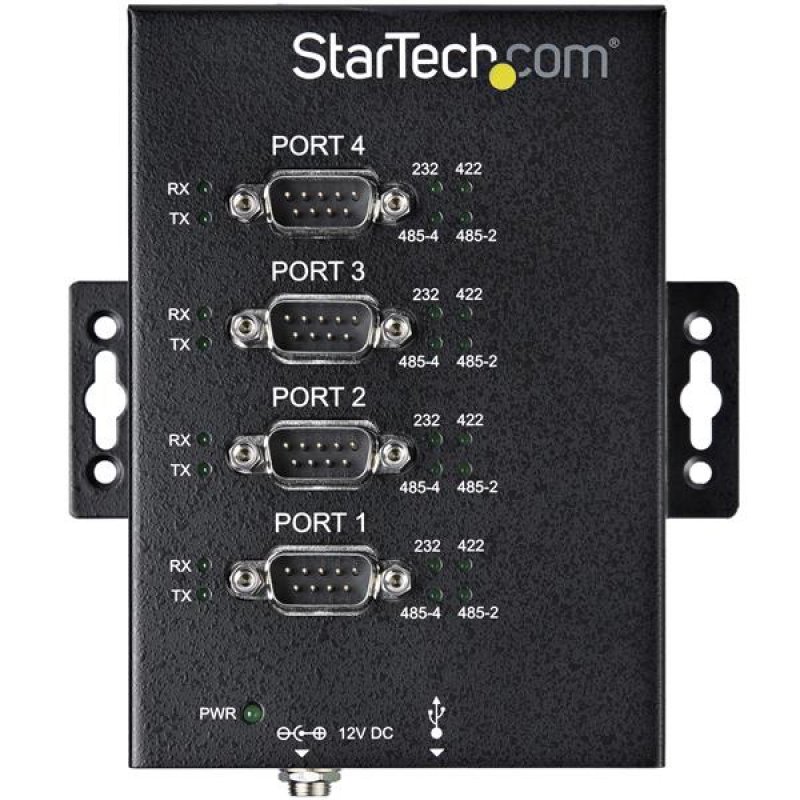 StarTech.com®
PORT 4
232 422
RX
TX
485-4 485-2
PORT 3
232 422
RX
TX
485-4 485-2
PORT 2
232 422
RX
TX
485-4 485-2
PORT 1
232 422
RX
TX
485-4 485-2
PWR
12V DC